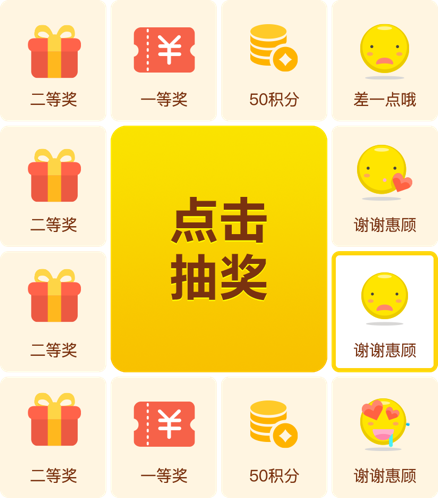 二等奖
一等奖
50积分
差一点哦
二等奖
点击
抽奖
谢谢惠顾
二等奖
谢谢惠顾
二等奖
一等奖
50积分
谢谢惠顾